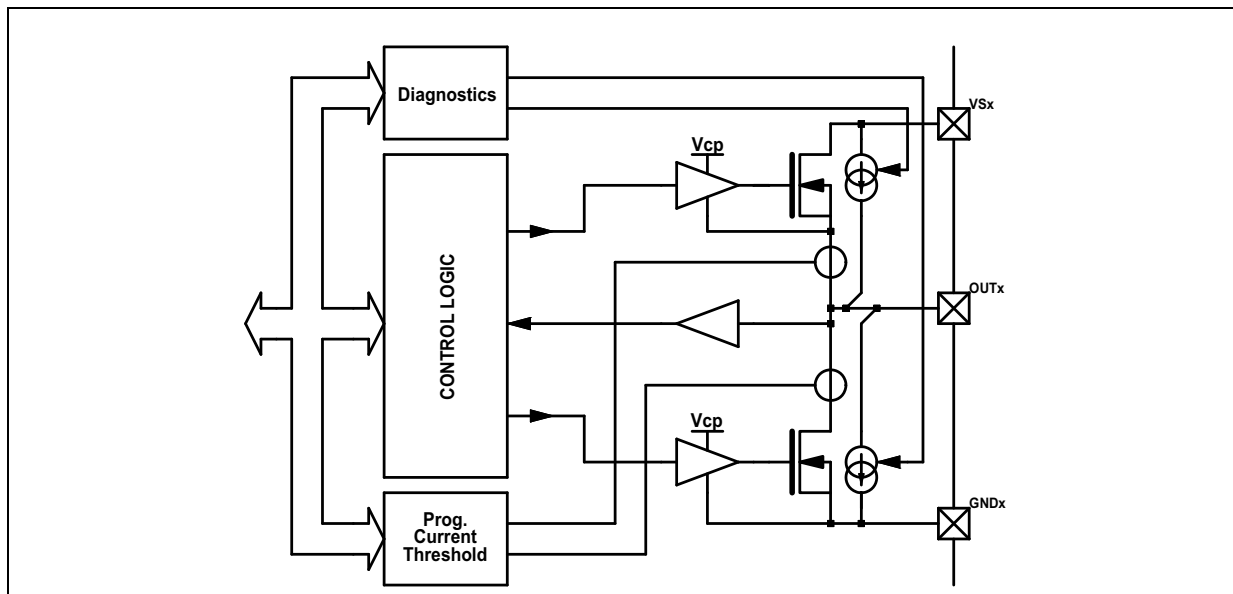 Diagnostics
VSx
Vcp
CONTROL LOGIC
OUTx
Vcp
Prog.
Current
Threshold
GNDx